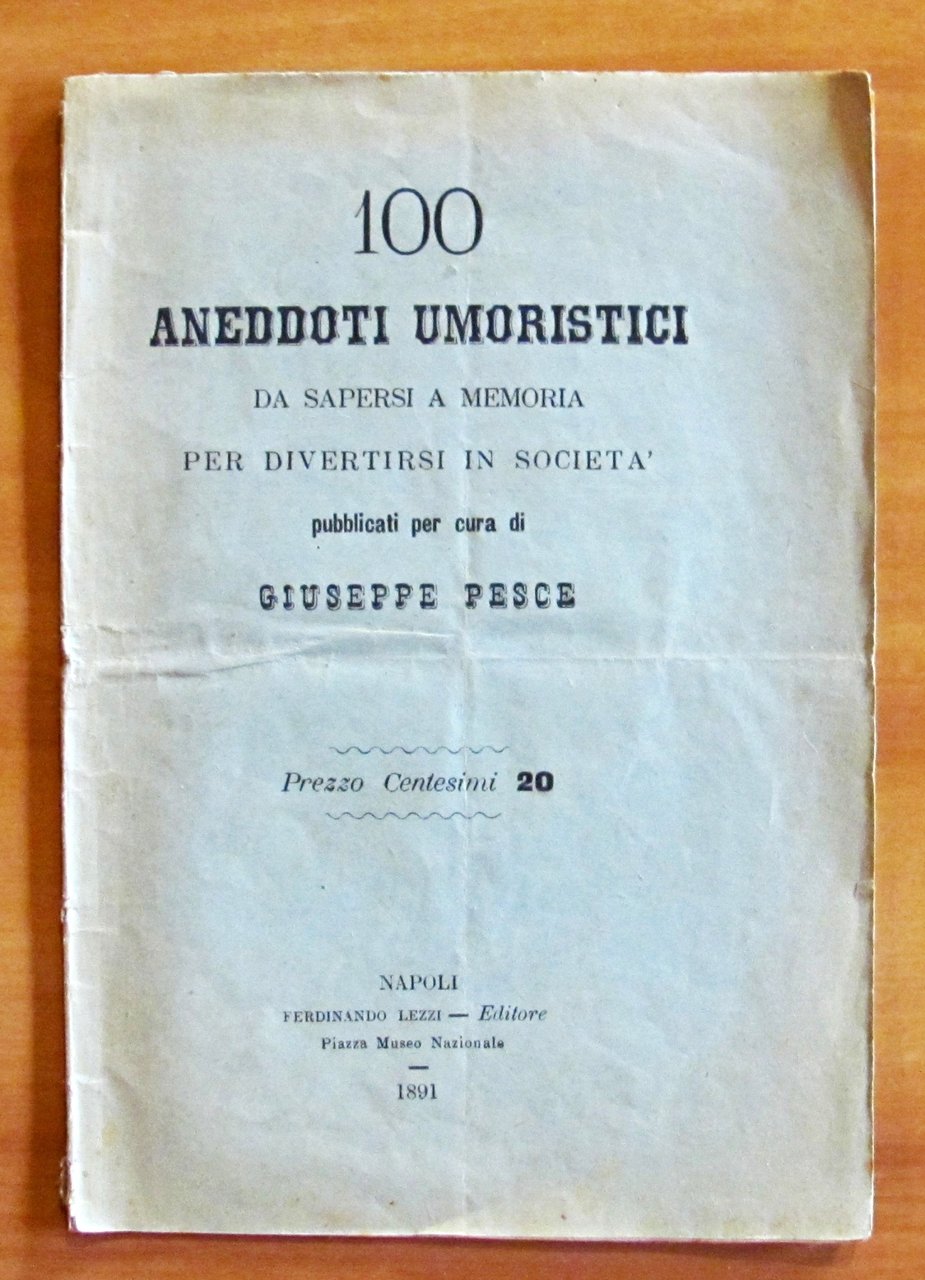 100
ANEDDOTI UMORISTICI
DA SAPERSI A MEMORIA
PER DIVERTIRSI IN SOCIETA'
pubblicati per cura di
GIUSEPPE PESCE
Prezzo Centesimi 20
NAPOLI
FERDINANDO LEZZI — Editore
Piazza Museo Nazionale
1891